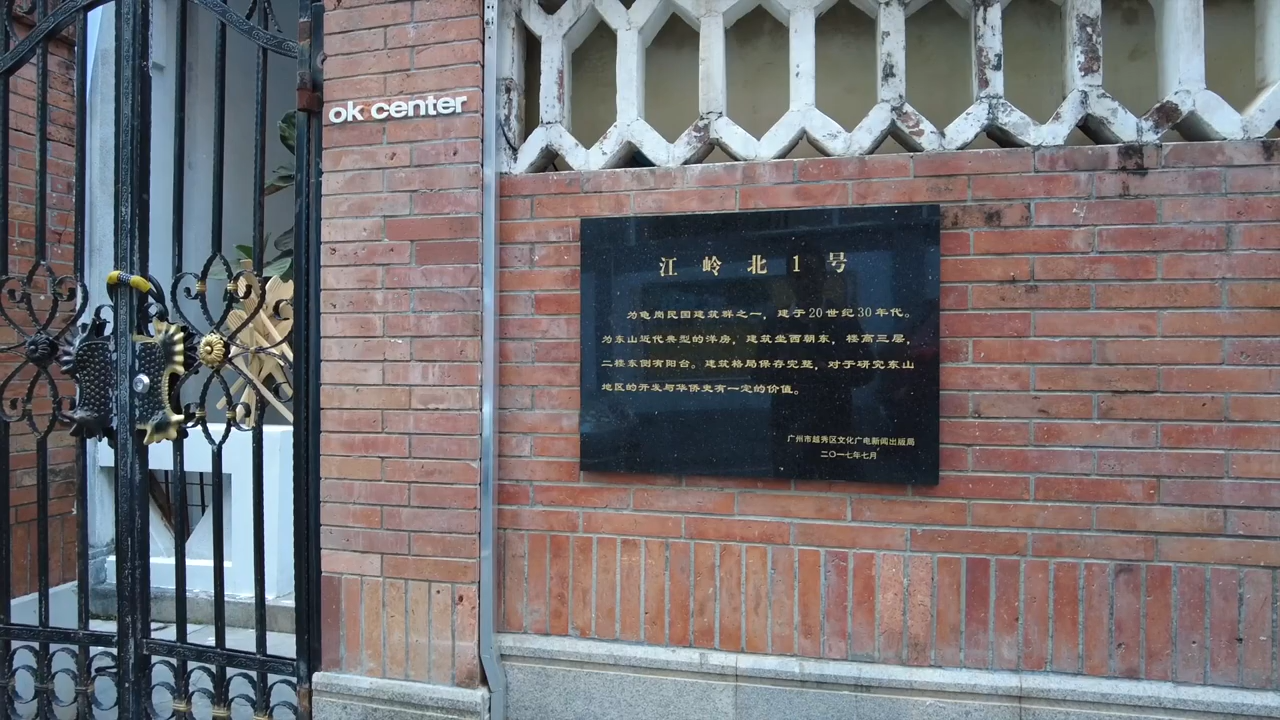 ok center
江岭北1号
为龟岗民国建筑群之一，建于20世纪30年代。
为东山近代典型的洋房，建筑坐西朝东，楼高三层，
二楼东侧有阳台。建筑格局保存完整，对于研究东山
地区的开发与华侨史有一定的价值。
广州市越秀区文化广电新闻出版局
二〇一七年七月